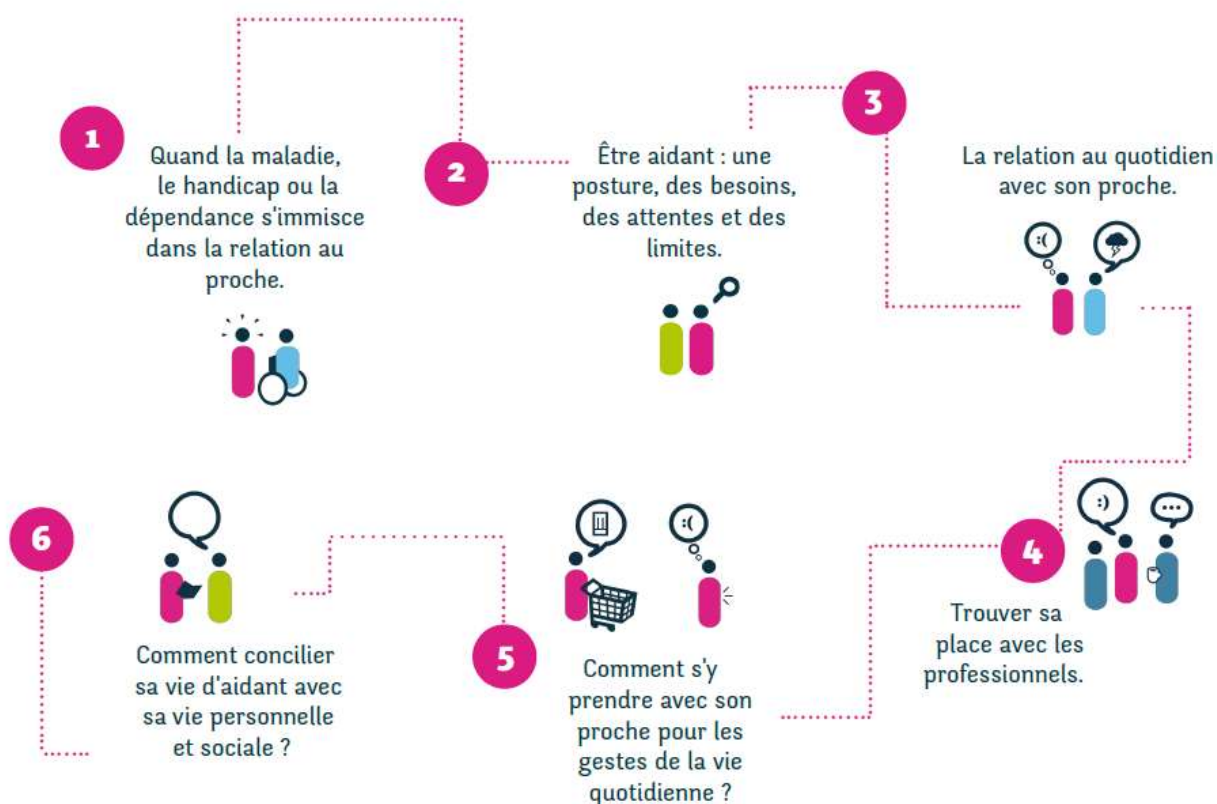 1
Quand la maladie,
le handicap ou la
dépendance s'immisce
dans la relation au
proche.
2
Être aidant : une
posture, des besoins,
des attentes et des
limites.
3
La relation au quotidien
avec son proche.
:(
4
:)
...
Trouver sa
place avec les
professionnels.
5
:(
Comment s'y
prendre avec son
proche pour les
gestes de la vie
quotidienne ?
6
Comment concilier
sa vie d'aidant avec
sa vie personnelle
et sociale ?